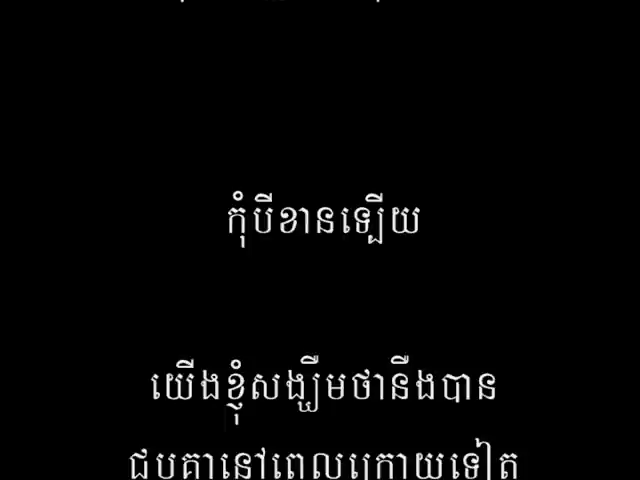 កុំបីខានឡើយ
យើងខ្ញុំសង្ឃឹមថានឹងបាន
ជួបគ្នានៅពេលក្រោយទៀត